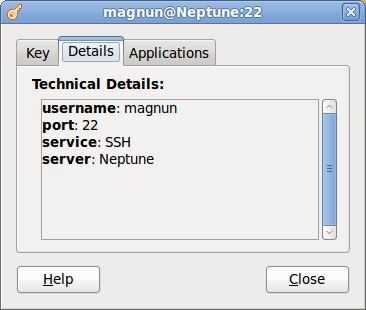 magnun@Neptune:22
Key Details Applications
Technical Details:
username: magnun
port: 22
service: SSH
server: Neptune
Help Close